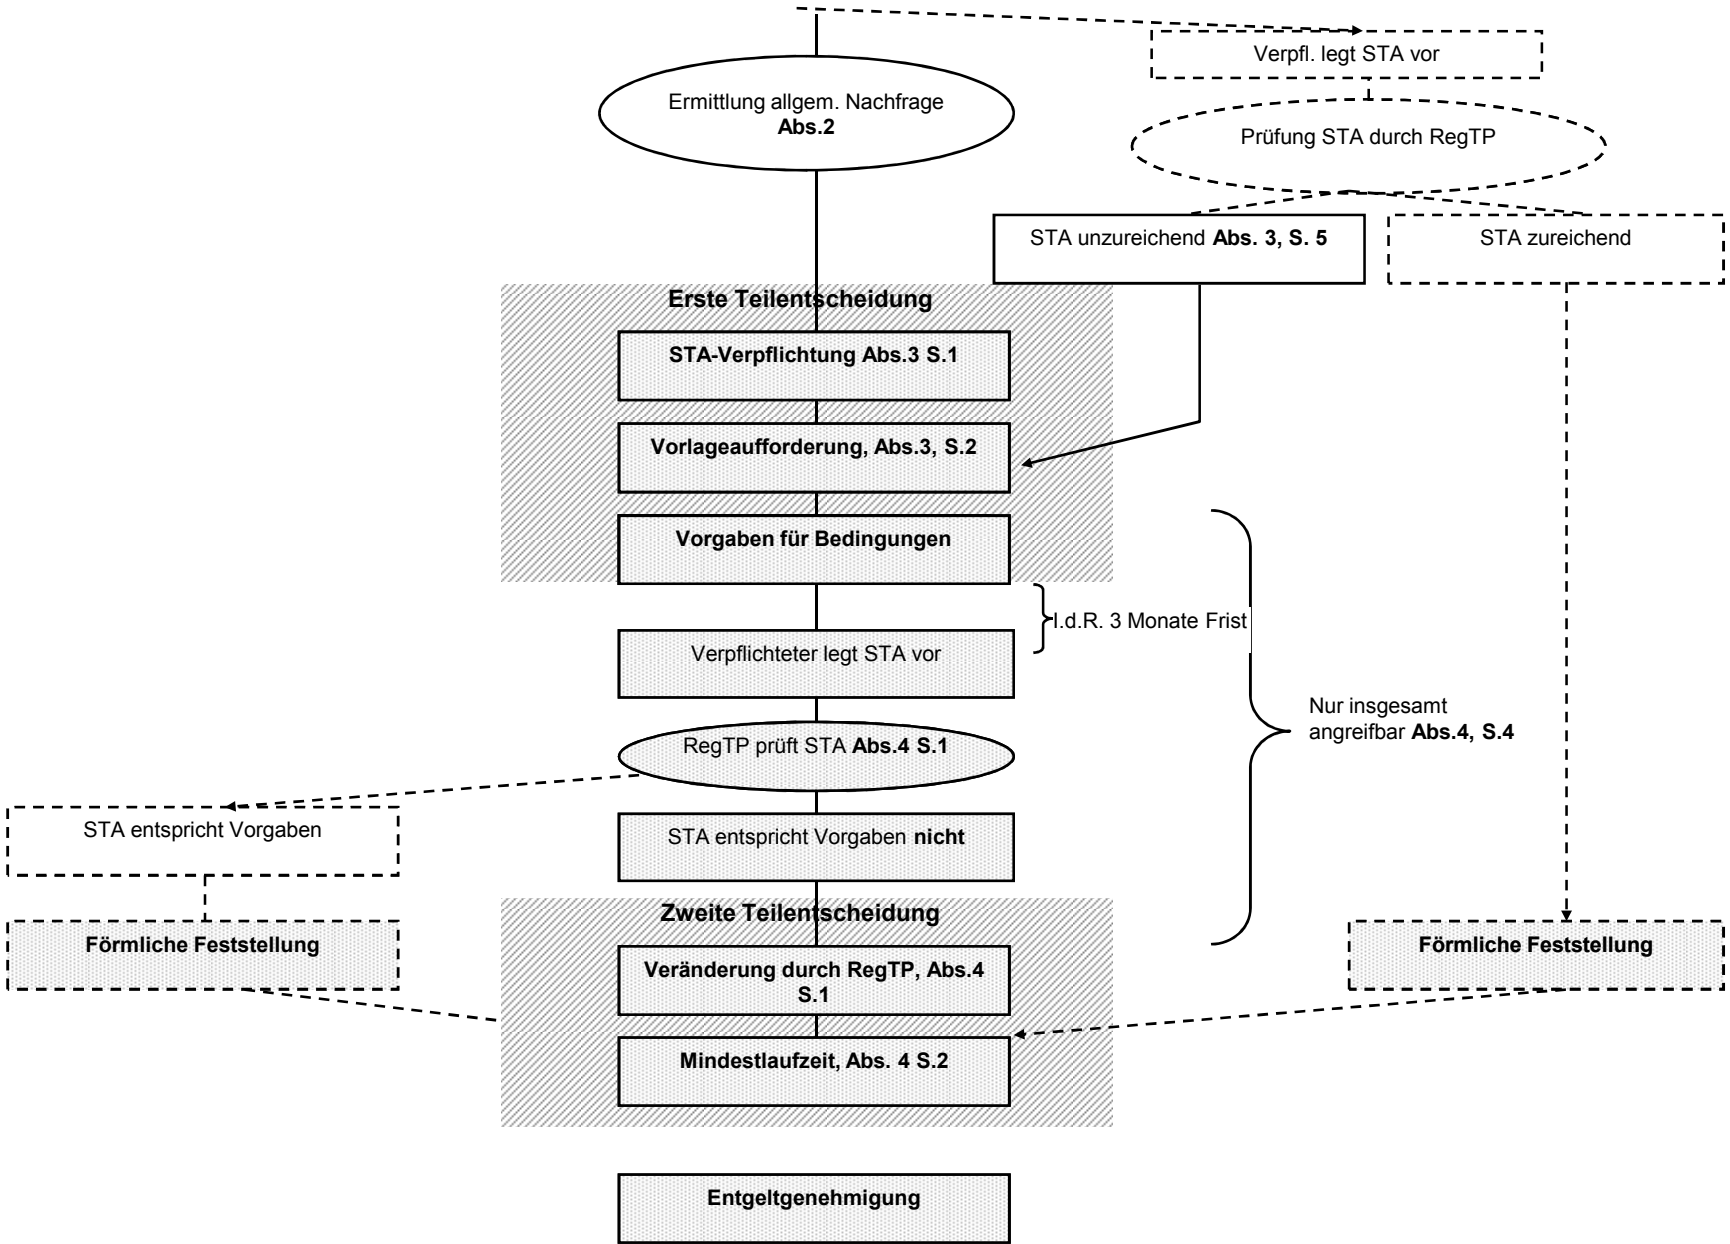 Verpfl. legt STA vor
Ermittlung allgem. Nachfrage
Abs.2
Prüfung STA durch RegTP
STA unzureichend Abs. 3, S. 5
STA zureichend
Erste Teilentscheidung
STA-Verpflichtung Abs.3 S.1
Vorlageaufforderung, Abs.3, S.2
Vorgaben für Bedingungen
I.d.R. 3 Monate Frist
Verpflichteter legt STA vor
Nur insgesamt
angreifbar Abs.4, S.4
RegTP prüft STA Abs.4 S.1
STA entspricht Vorgaben
STA entspricht Vorgaben nicht
Zweite Teilentscheidung
Förmliche Feststellung
Förmliche Feststellung
Veränderung durch RegTP, Abs.4
S.1
Mindestlaufzeit, Abs. 4 S.2
Entgeltgenehmigung